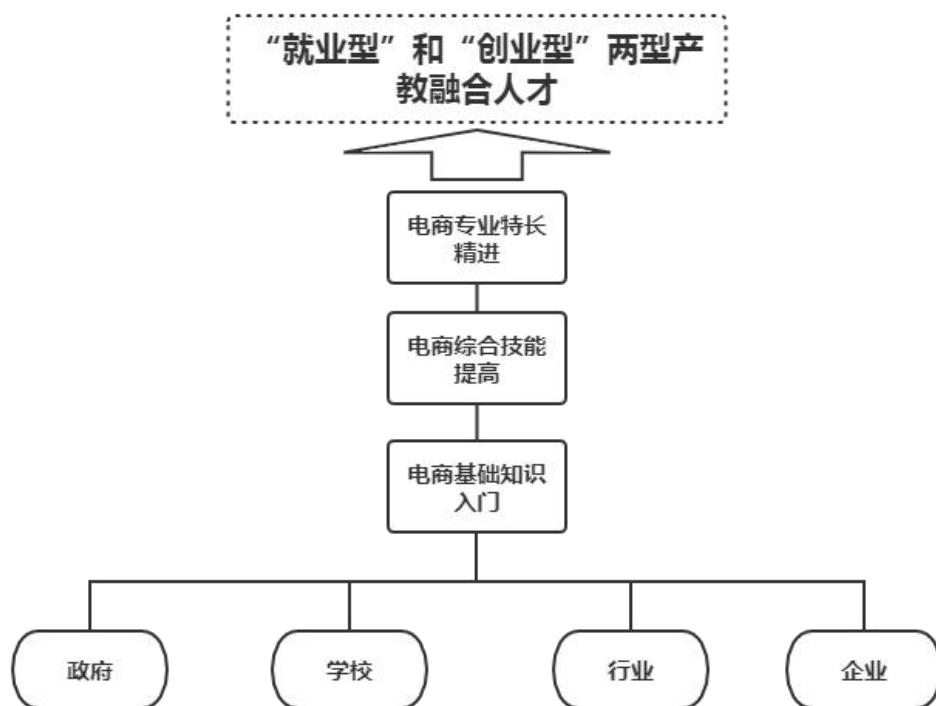 “就业型”和“创业型”两型产
教融合人才
电商专业特长
精进
电商综合技能
提高
电商基础知识
入门
政府
学校
行业
企业